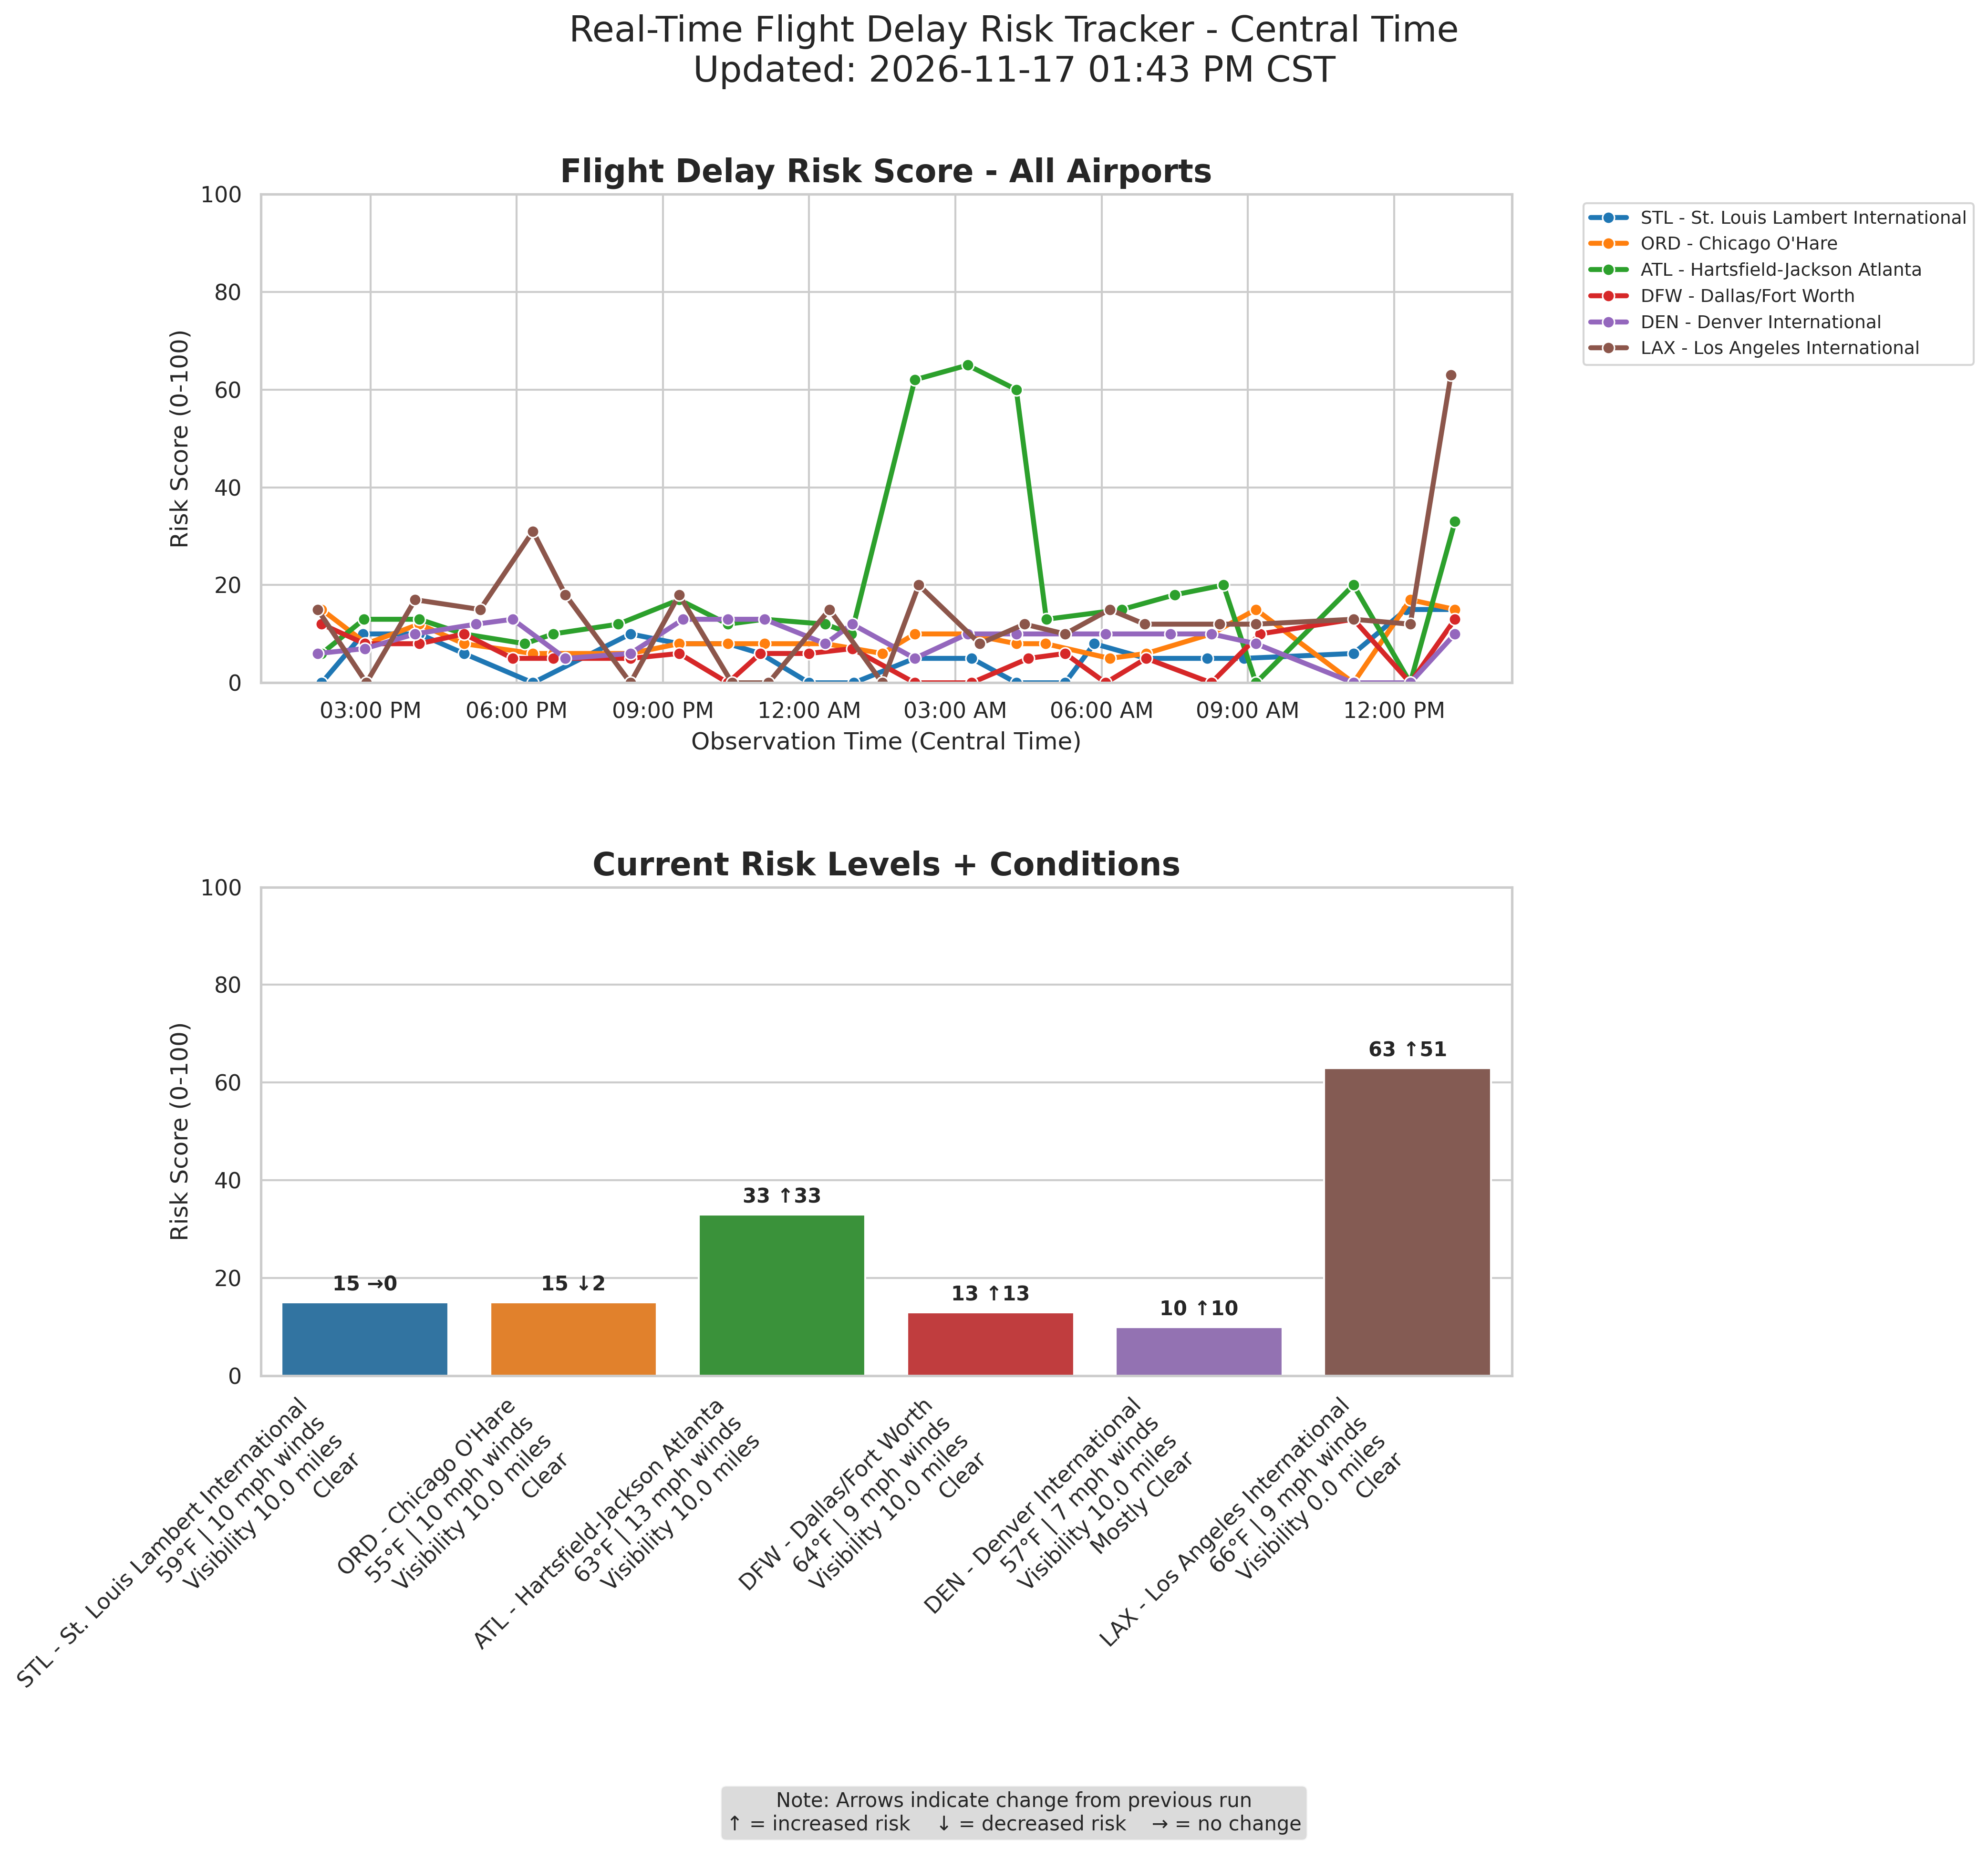 Real-Time Flight Delay Risk Tracker - Central Time
Updated: 2026-11-17 01:43 PM CST
Flight Delay Risk Score - All Airports
100
80
60
40
20
0
Risk Score (0-100)
03:00 PM
06:00 PM
09:00 PM
12:00 AM
03:00 AM
06:00 AM
09:00 AM
12:00 PM
Observation Time (Central Time)
STL - St. Louis Lambert International
ORD - Chicago O'Hare
ATL - Hartsfield-Jackson Atlanta
DFW - Dallas/Fort Worth
DEN - Denver International
LAX - Los Angeles International
Current Risk Levels + Conditions
100
80
60
40
20
0
Risk Score (0-100)
15 →0
15 ↓2
33 ↑33
13 ↑13
10 ↑10
63 ↑51
STL - St. Louis Lambert International
59°F | 10 mph winds
Visibility 10.0 miles
Clear
ORD - Chicago O'Hare
55°F | 10 mph winds
Visibility 10.0 miles
Clear
ATL - Hartsfield-Jackson Atlanta
63°F | 13 mph winds
Visibility 10.0 miles
DFW - Dallas/Fort Worth
64°F | 9 mph winds
Visibility 10.0 miles
Clear
DEN - Denver International
57°F | 7 mph winds
Visibility 10.0 miles
Mostly Clear
LAX - Los Angeles International
66°F | 9 mph winds
Visibility 0.0 miles
Clear
Note: Arrows indicate change from previous run
↑ = increased risk ↓ = decreased risk → = no change